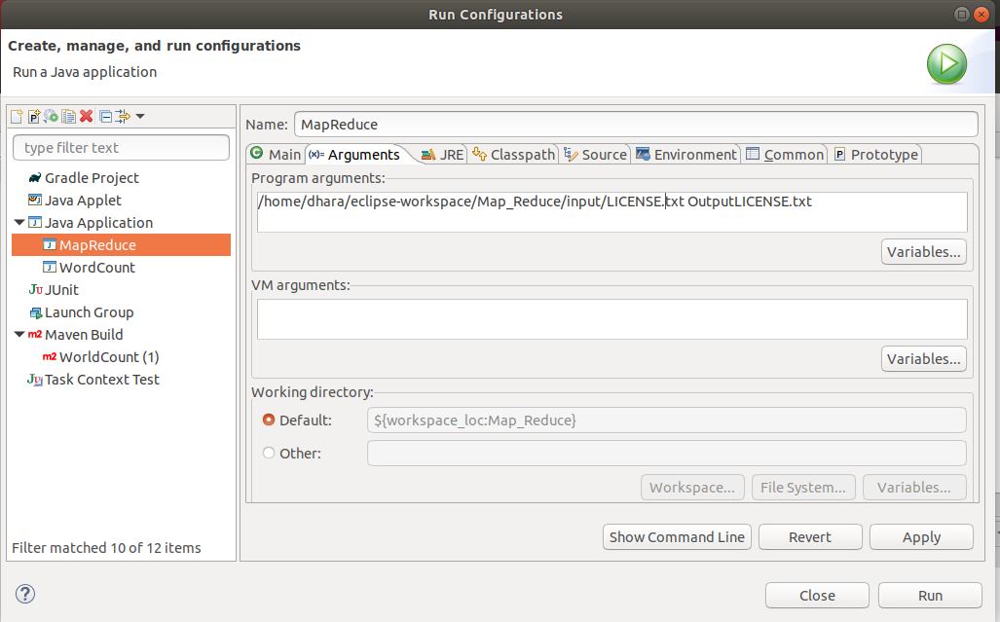 Run Configurations
Create, manage, and run configurations
Run a Java application
type filter text
Gradle Project
Java Applet
Java Application
MapReduce
WordCount
JUnit
Launch Group
Maven Build
WorldCount (1)
Task Context Test
Filter matched 10 of 12 items
Name: MapReduce
Main (x)= Arguments JRE Classpath Source Environment Common Prototype
Program arguments:
/home/dhara/eclipse-workspace/Map_Reduce/input/LICENSE.txt OutputLICENSE.txt
Variables...
VM arguments:
Variables...
Working directory:
Default: ${workspace_loc:Map_Reduce}
Other:
Workspace... File System... Variables...
Show Command Line Revert Apply
Close Run